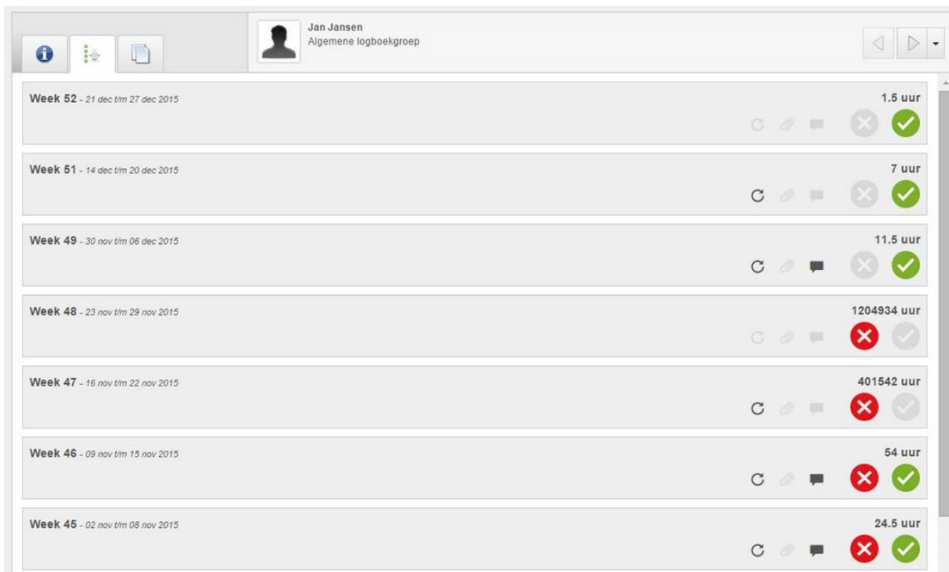 Jan Jansen
Algemene logboekgroep
Week 52 - 21 dec t/m 27 dec 2015
1.5 uur
Week 51 - 14 dec t/m 20 dec 2015
7 uur
Week 49 - 30 nov t/m 06 dec 2015
11.5 uur
Week 48 - 23 nov t/m 29 nov 2015
1204934 uur
Week 47 - 16 nov t/m 22 nov 2015
401542 uur
Week 46 - 09 nov t/m 15 nov 2015
54 uur
Week 45 - 02 nov t/m 08 nov 2015
24.5 uur